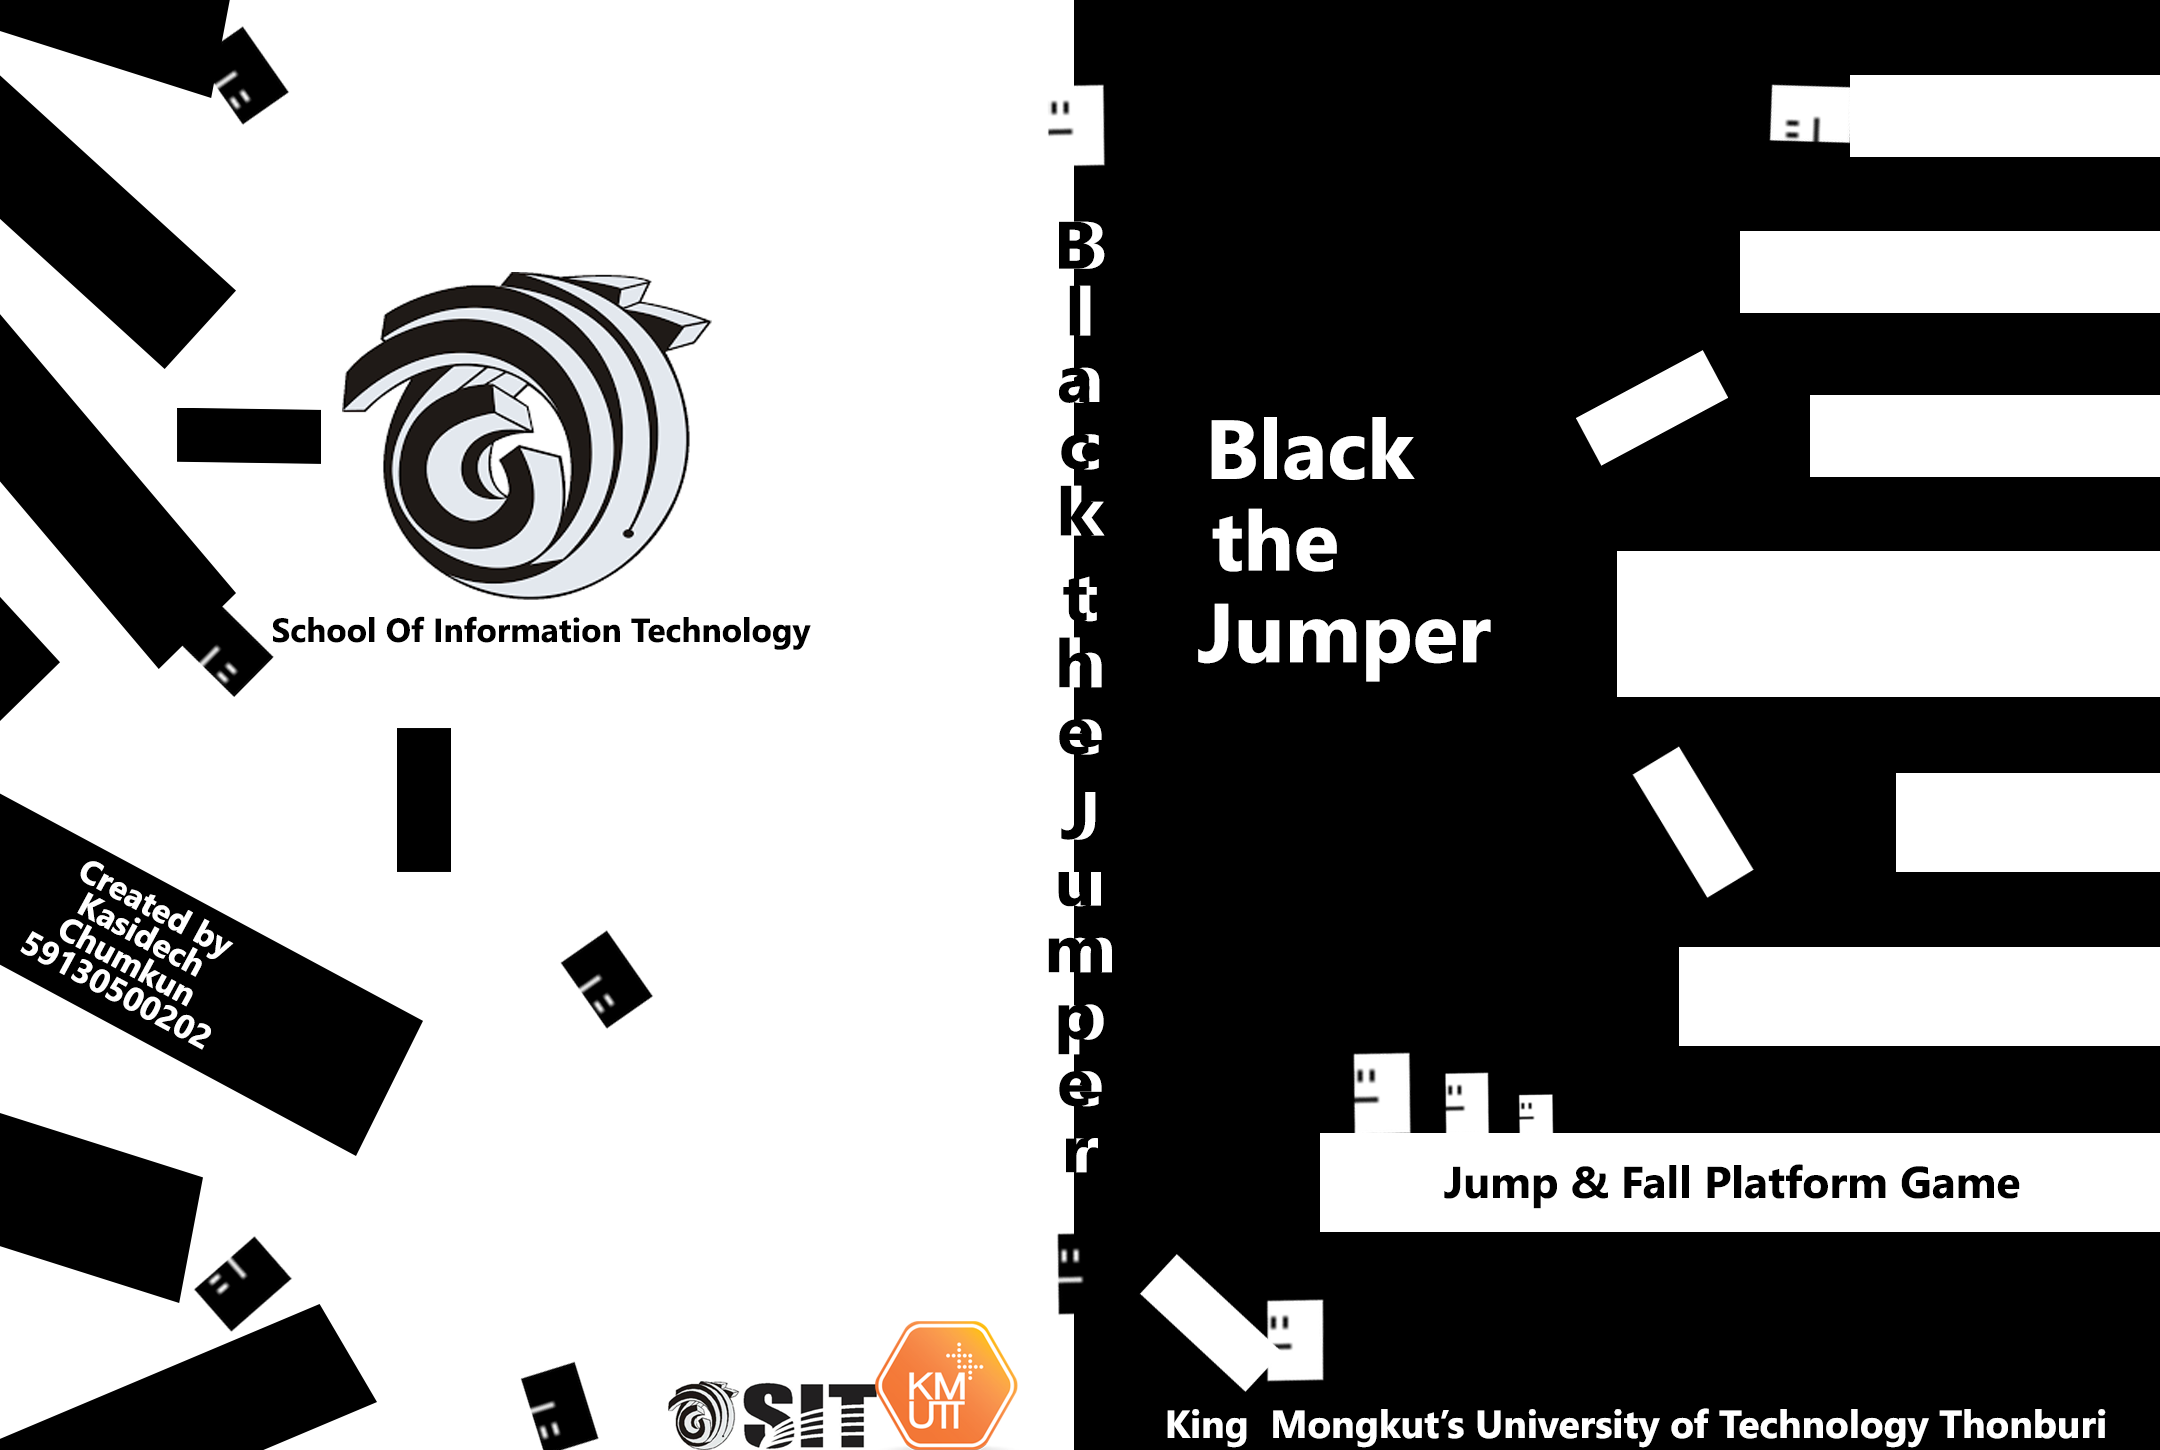 School Of Information Technology
Created by
Kasidech
Chumkun
59130500202
SIT
KM
UTT
Black the Jumper
Black
the
Jumper
Jump & Fall Platform Game
King Mongkut’s University of Technology Thonburi